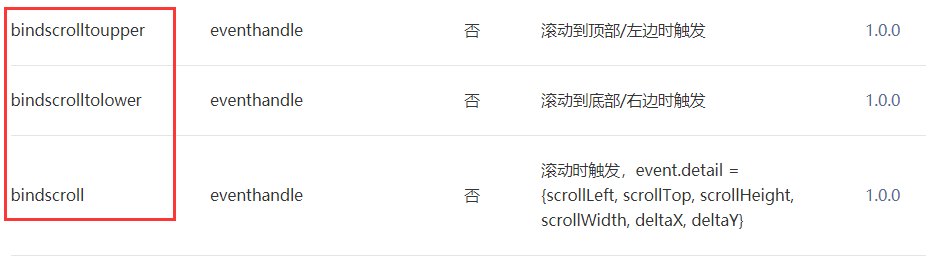 bindscrolltoupper eventhandle 否 滚动到顶部/左边时触发 1.0.0
bindscrolltolower eventhandle 否 滚动到底部/右边时触发 1.0.0
bindscroll eventhandle 否 滚动时触发，event.detail =
{scrollLeft, scrollTop, scrollHeight,
scrollWidth, deltaX, deltaY} 1.0.0